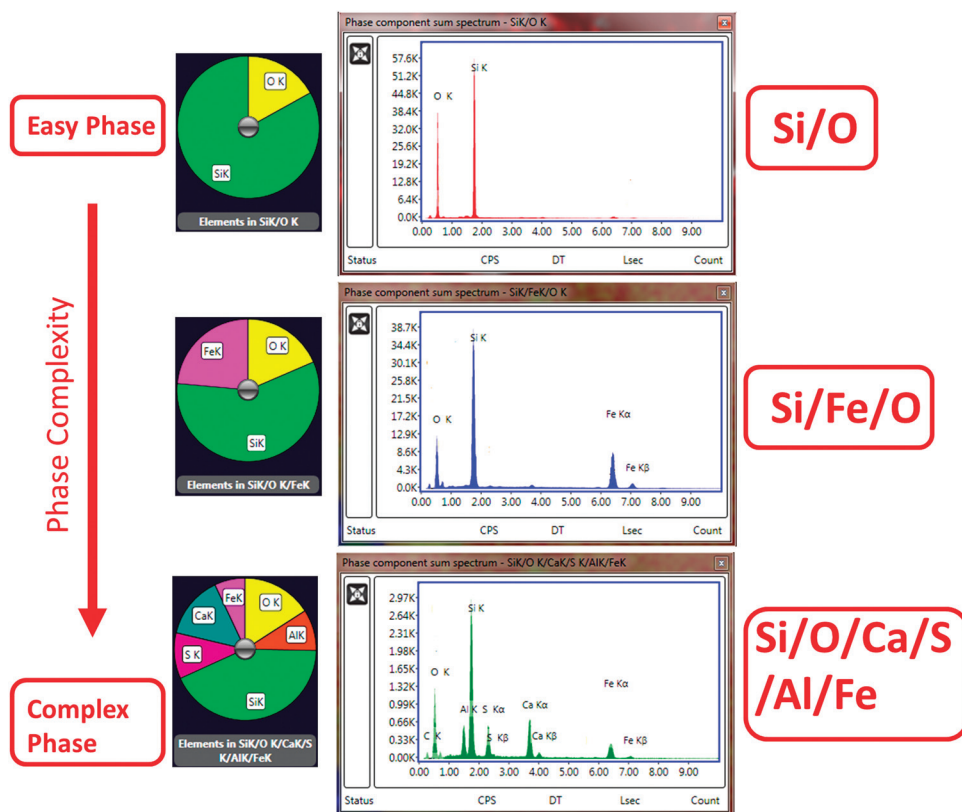 Easy Phase
Phase Complexity
Complex
Phase
O K
SiK
Elements in SiK/O K
Phase component sum spectrum - SiK/O K
x
57.6K
51.2K
44.8K
38.4K
32.0K
25.6K
19.2K
12.8K
6.4K
0.0K
O K
Si K
0.00 1.00 2.00 3.00 4.00 5.00 6.00 7.00 8.00 9.00
Status CPS DT Lsec Count
Si/O
FeK
O K
SiK
Elements in SiK/O K/FeK
Phase component sum spectrum - SiK/FeK/O K
x
38.7K
34.4K
30.1K
25.8K
21.5K
17.2K
12.9K
8.6K
4.3K
0.0K
O K
Si K
Fe Kα
Fe Kβ
0.00 1.00 2.00 3.00 4.00 5.00 6.00 7.00 8.00 9.00
Status CPS DT Lsec Count
Si/Fe/O
FeK
O K
CaK
AlK
S K
SiK
Elements in SiK/O K/CaK/S
K/AlK/FeK
Phase component sum spectrum - SiK/O K/CaK/S K/AlK/FeK
x
2.97K
2.64K
2.31K
1.98K
1.65K
1.32K
0.99K
0.66K
0.33K
0.0K
C K
O K
Al K
Si K
S Kα
S Kβ
Ca Kα
Ca Kβ
Fe Kα
Fe Kβ
0.00 1.00 2.00 3.00 4.00 5.00 6.00 7.00 8.00 9.00
Status CPS DT Lsec Count
Si/O/Ca/S
/Al/Fe